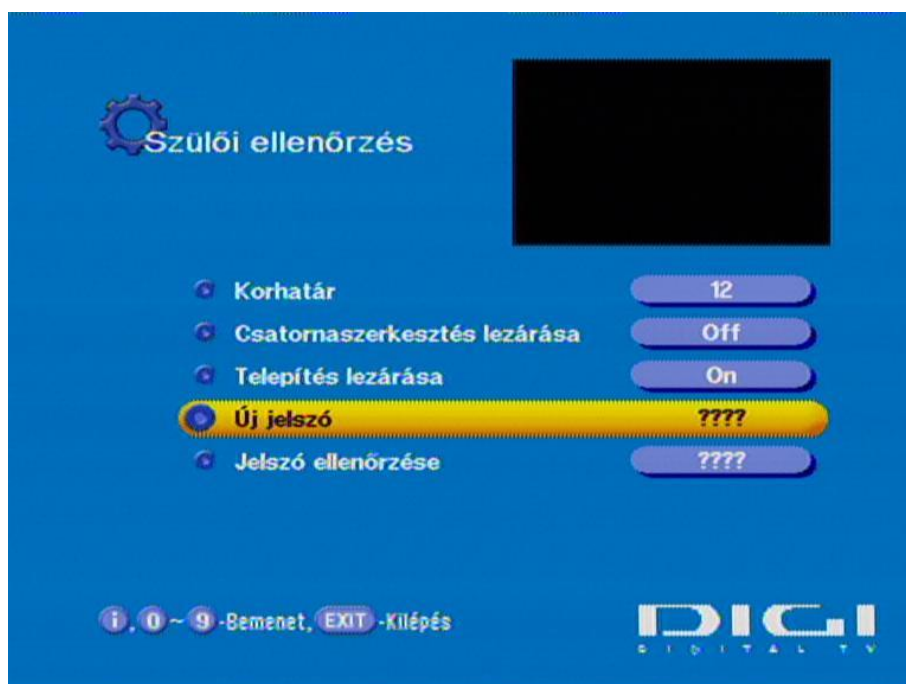 Szülői ellenőrzés
Korhatár 12
Csatornaszerkesztés lezárása Off
Telepítés lezárása On
Új jelszó ????
Jelszó ellenőrzése ????
i, 0 ~ 9 -Bemenet, EXIT -Kilépés
DIGI
DIGITAL TV